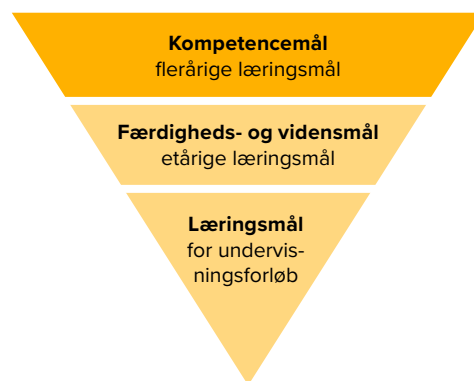 Kompetencemål
flerårige læringsmål
Færdigheds- og vidensmål
etårige læringsmål
Læringsmål
for undervis-
ningsforløb